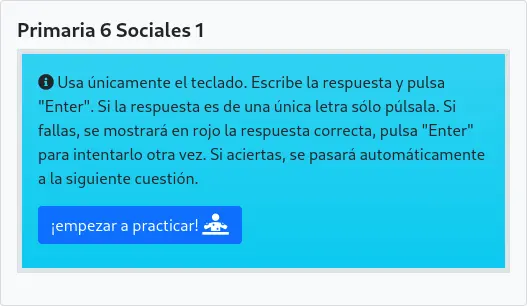 Primaria 6 Sociales 1
Usa únicamente el teclado. Escribe la respuesta y pulsa
"Enter". Si la respuesta es de una única letra sólo púlsala. Si
fallas, se mostrará en rojo la respuesta correcta, pulsa "Enter"
para intentarlo otra vez. Si aciertas, se pasará automáticamente
a la siguiente cuestión.
¡empezar a practicar!